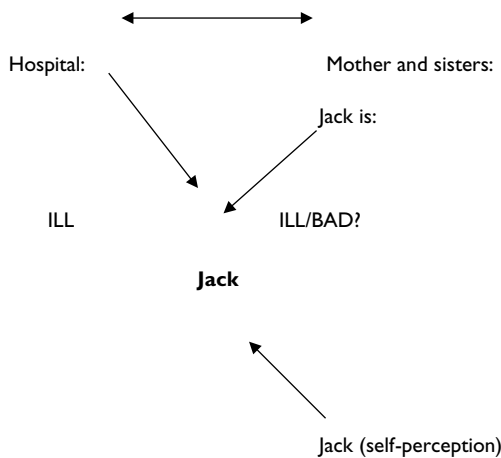 Hospital: Mother and sisters:
Jack is:
ILL ILL/BAD?
Jack
Jack (self-perception)